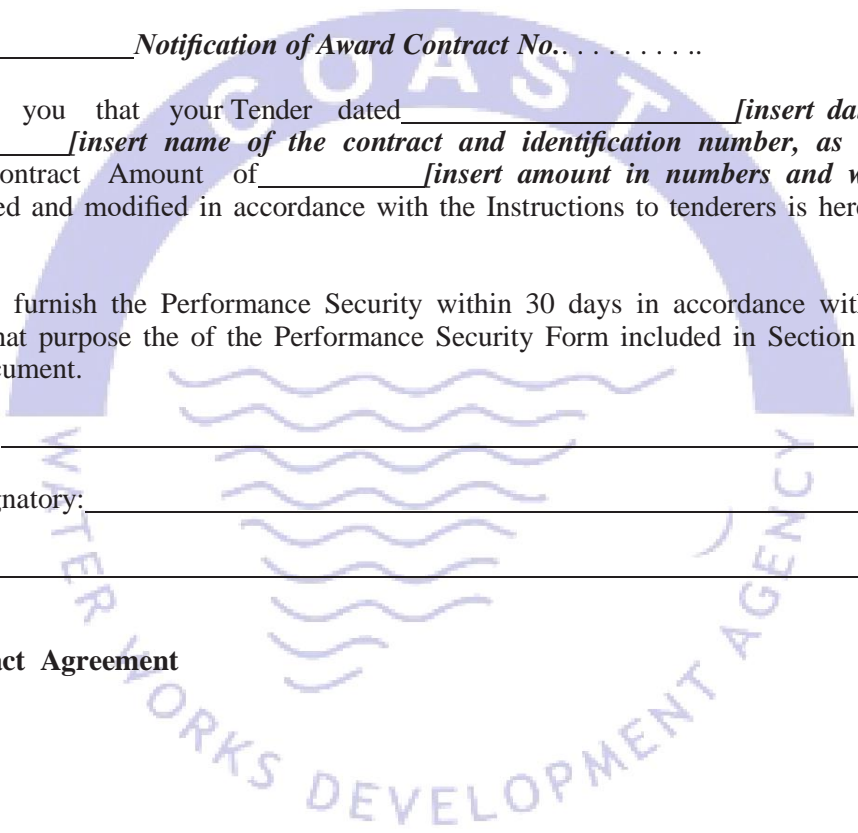 Notification of Award Contract No.. . . . . . . . ..
you that your Tender dated [insert da
[insert name of the contract and identification number, as
ontract Amount of [insert amount in numbers and w
ed and modified in accordance with the Instructions to tenderers is here
furnish the Performance Security within 30 days in accordance wit
hat purpose the of the Performance Security Form included in Section
cument.
gnatory:
act Agreement
COAST
WATER WORKS DEVELOPMENT AGENCY